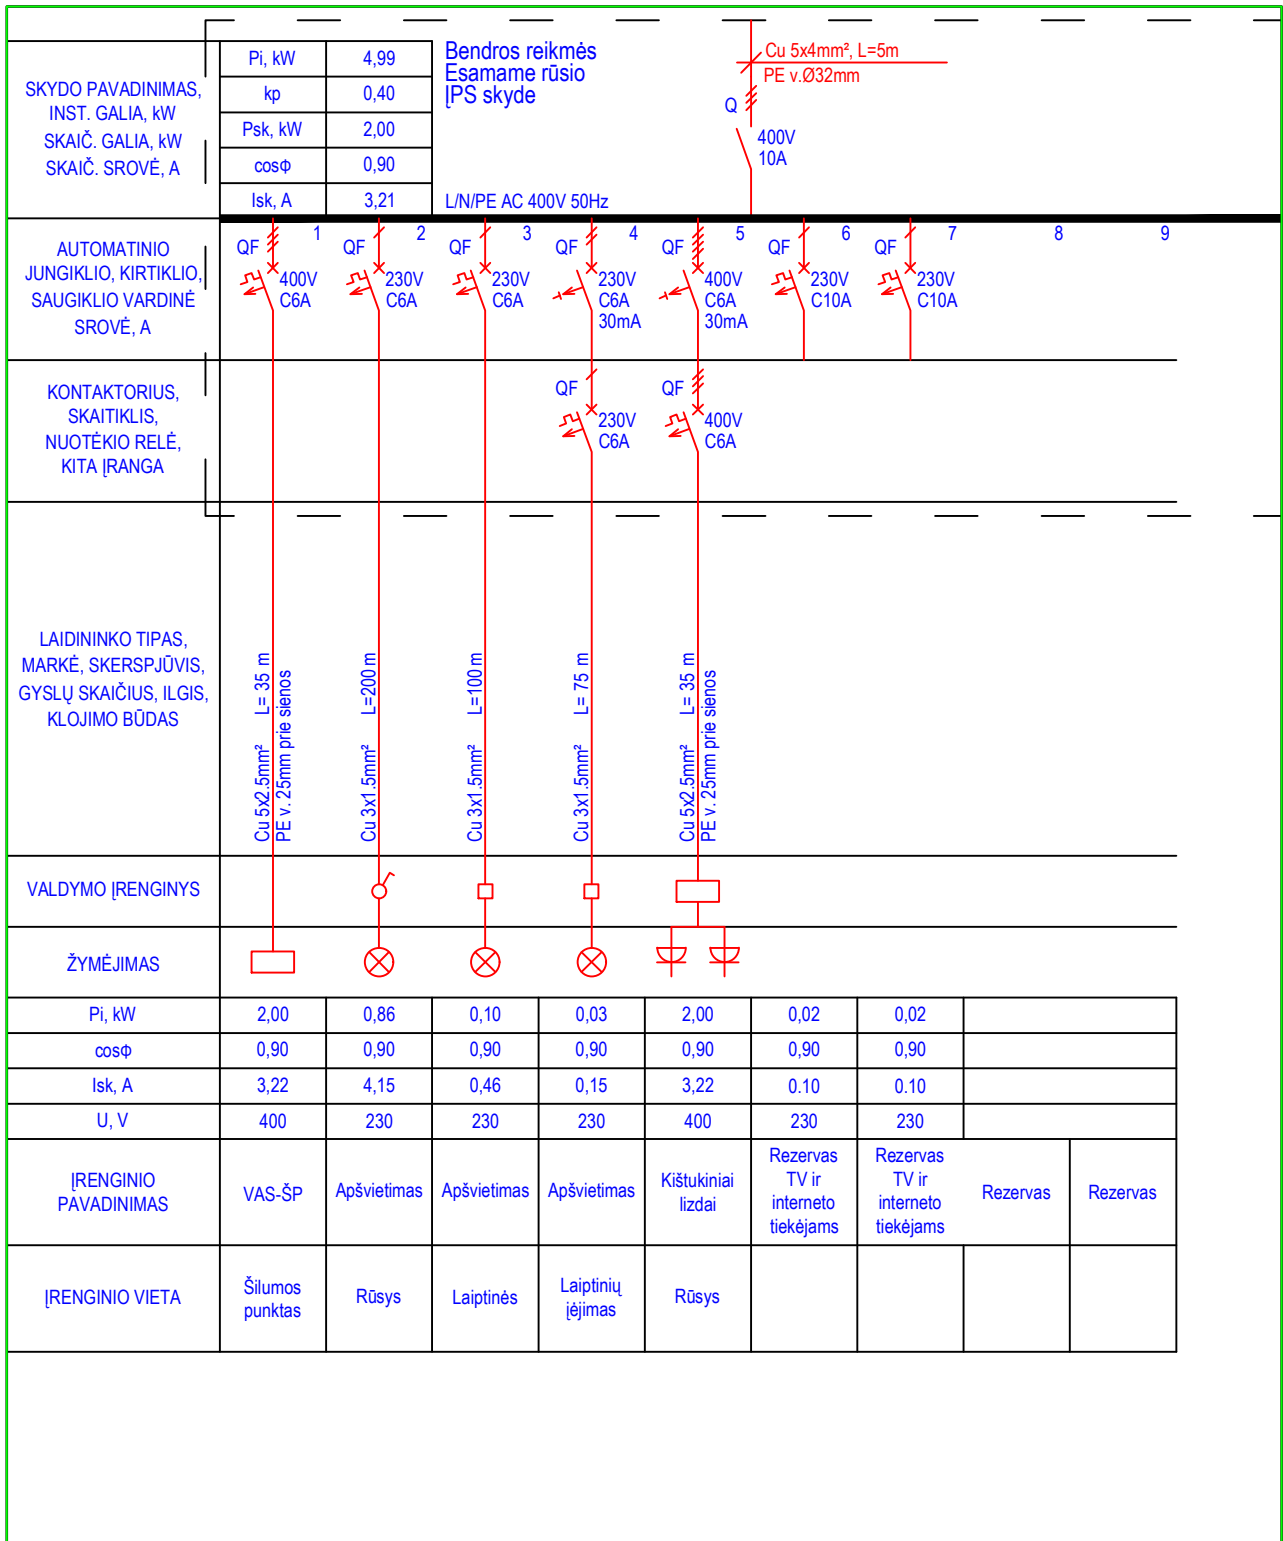 SKYDO PAVADINIMAS,
INST. GALIA, kW
SKAIČ. GALIA, kW
SKAIČ. SROVĖ, A
Pi, kW 4,99
kp 0,40
Psk, kW 2,00
cosΦ 0,90
Isk, A 3,21
Bendros reikmės
Esamame rūsio
ĮPS skyde
L/N/PE AC 400V 50Hz
Cu 5x4mm², L=5m
PE v.Ø32mm
Q
400V
10A
AUTOMATINIO
JUNGIKLIO, KIRTIKLIO,
SAUGIKLIO VARDINĖ
SROVĖ, A
1 2 3 4 5 6 7 8 9
QF QF QF QF QF QF QF
400V 230V 230V 230V 400V 230V 230V
C6A C6A C6A C6A C6A C10A C10A
30mA 30mA
KONTAKTORIUS,
SKAITIKLIS,
NUOTĖKIO RELĖ,
KITA ĮRANGA
QF QF
230V 400V
C6A C6A
LAIDININKO TIPAS,
MARKĖ, SKERSPJŪVIS,
GYSLŲ SKAIČIUS, ILGIS,
KLOJIMO BŪDAS
Cu 5x2.5mm² L= 35 m
PE v. 25mm prie sienos
Cu 3x1.5mm² L=200 m
Cu 3x1.5mm² L=100 m
Cu 3x1.5mm² L= 75 m
Cu 5x2.5mm² L= 35 m
PE v. 25mm prie sienos
VALDYMO ĮRENGINYS
ŽYMĖJIMAS
Pi, kW 2,00 0,86 0,10 0,03 2,00 0,02 0,02
cosΦ 0,90 0,90 0,90 0,90 0,90 0,90 0,90
Isk, A 3,22 4,15 0,46 0,15 3,22 0.10 0.10
U, V 400 230 230 230 400 230 230
ĮRENGINIO
PAVADINIMAS
VAS-ŠP
Apšvietimas
Apšvietimas
Apšvietimas
Kištukiniai
lizdai
Rezervas
TV ir
interneto
tiekėjams
Rezervas
TV ir
interneto
tiekėjams
Rezervas
Rezervas
ĮRENGINIO VIETA
Šilumos
punktas
Rūsys
Laiptinės
Laiptinių
įėjimas
Rūsys